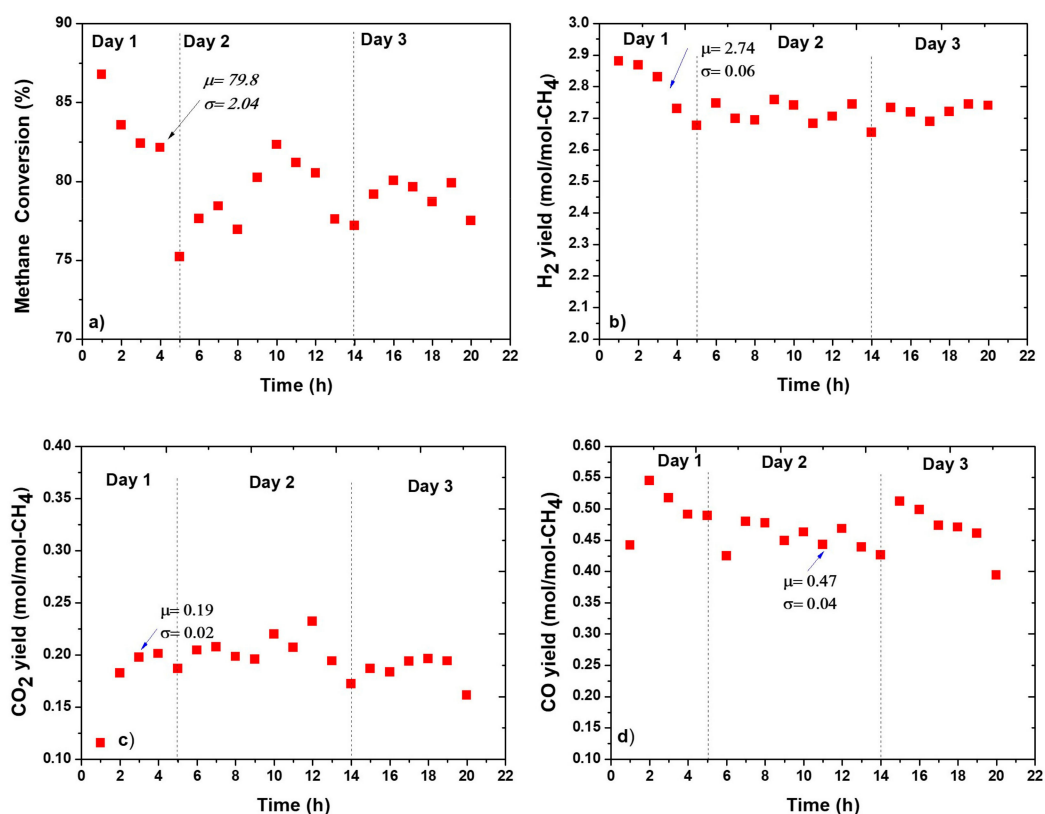 90
85
80
75
70
Methane Conversion (%)
Day 1 Day 2 Day 3
μ= 79.8
σ= 2.04
a)
0 2 4 6 8 10 12 14 16 18 20 22
Time (h)
3.0
2.9
2.8
2.7
2.6
2.5
2.4
2.3
2.2
2.1
2.0
H2 yield (mol/mol-CH4)
Day 1 Day 2 Day 3
μ= 2.74
σ= 0.06
b)
0 2 4 6 8 10 12 14 16 18 20 22
Time (h)
0.40
0.35
0.30
0.25
0.20
0.15
0.10
CO2 yield (mol/mol-CH4)
Day 1 Day 2 Day 3
μ= 0.19
σ= 0.02
c)
0 2 4 6 8 10 12 14 16 18 20 22
Time (h)
0.60
0.55
0.50
0.45
0.40
0.35
0.30
0.25
0.20
0.15
0.10
CO yield (mol/mol-CH4)
Day 1 Day 2 Day 3
μ= 0.47
σ= 0.04
d)
0 2 4 6 8 10 12 14 16 18 20 22
Time (h)